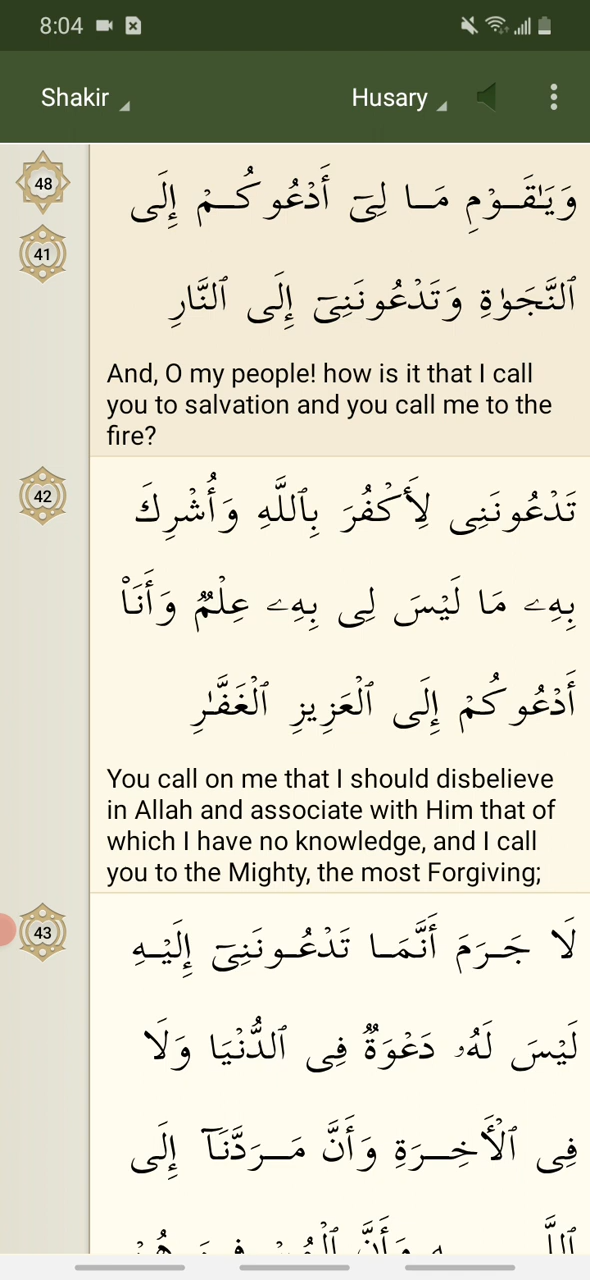 8:04
Shakir
Husary
48
41
وَيَٰقَوْمِ مَا لِىٓ أَدْعُوكُمْ إِلَى
ٱلنَّجَوٰةِ وَتَدْعُونَنِىٓ إِلَى ٱلنَّارِ
And, O my people! how is it that I call
you to salvation and you call me to the
fire?
42
تَدْعُونَنِى لِأَكْفُرَ بِٱللَّهِ وَأُشْرِكَ
بِهِۦ مَا لَيْسَ لِى بِهِۦ عِلْمٌ وَأَنَا۠
أَدْعُوكُمْ إِلَى ٱلْعَزِيزِ ٱلْغَفَّٰرِ
You call on me that I should disbelieve
in Allah and associate with Him that of
which I have no knowledge, and I call
you to the Mighty, the most Forgiving;
43
لَا جَرَمَ أَنَّمَا تَدْعُونَنِىٓ إِلَيْهِ
لَيْسَ لَهُۥ دَعْوَةٌ فِى ٱلدُّنْيَا وَلَا
فِى ٱلْأَخِرَةِ وَأَنَّ مَرَدَّنَآ إِلَى